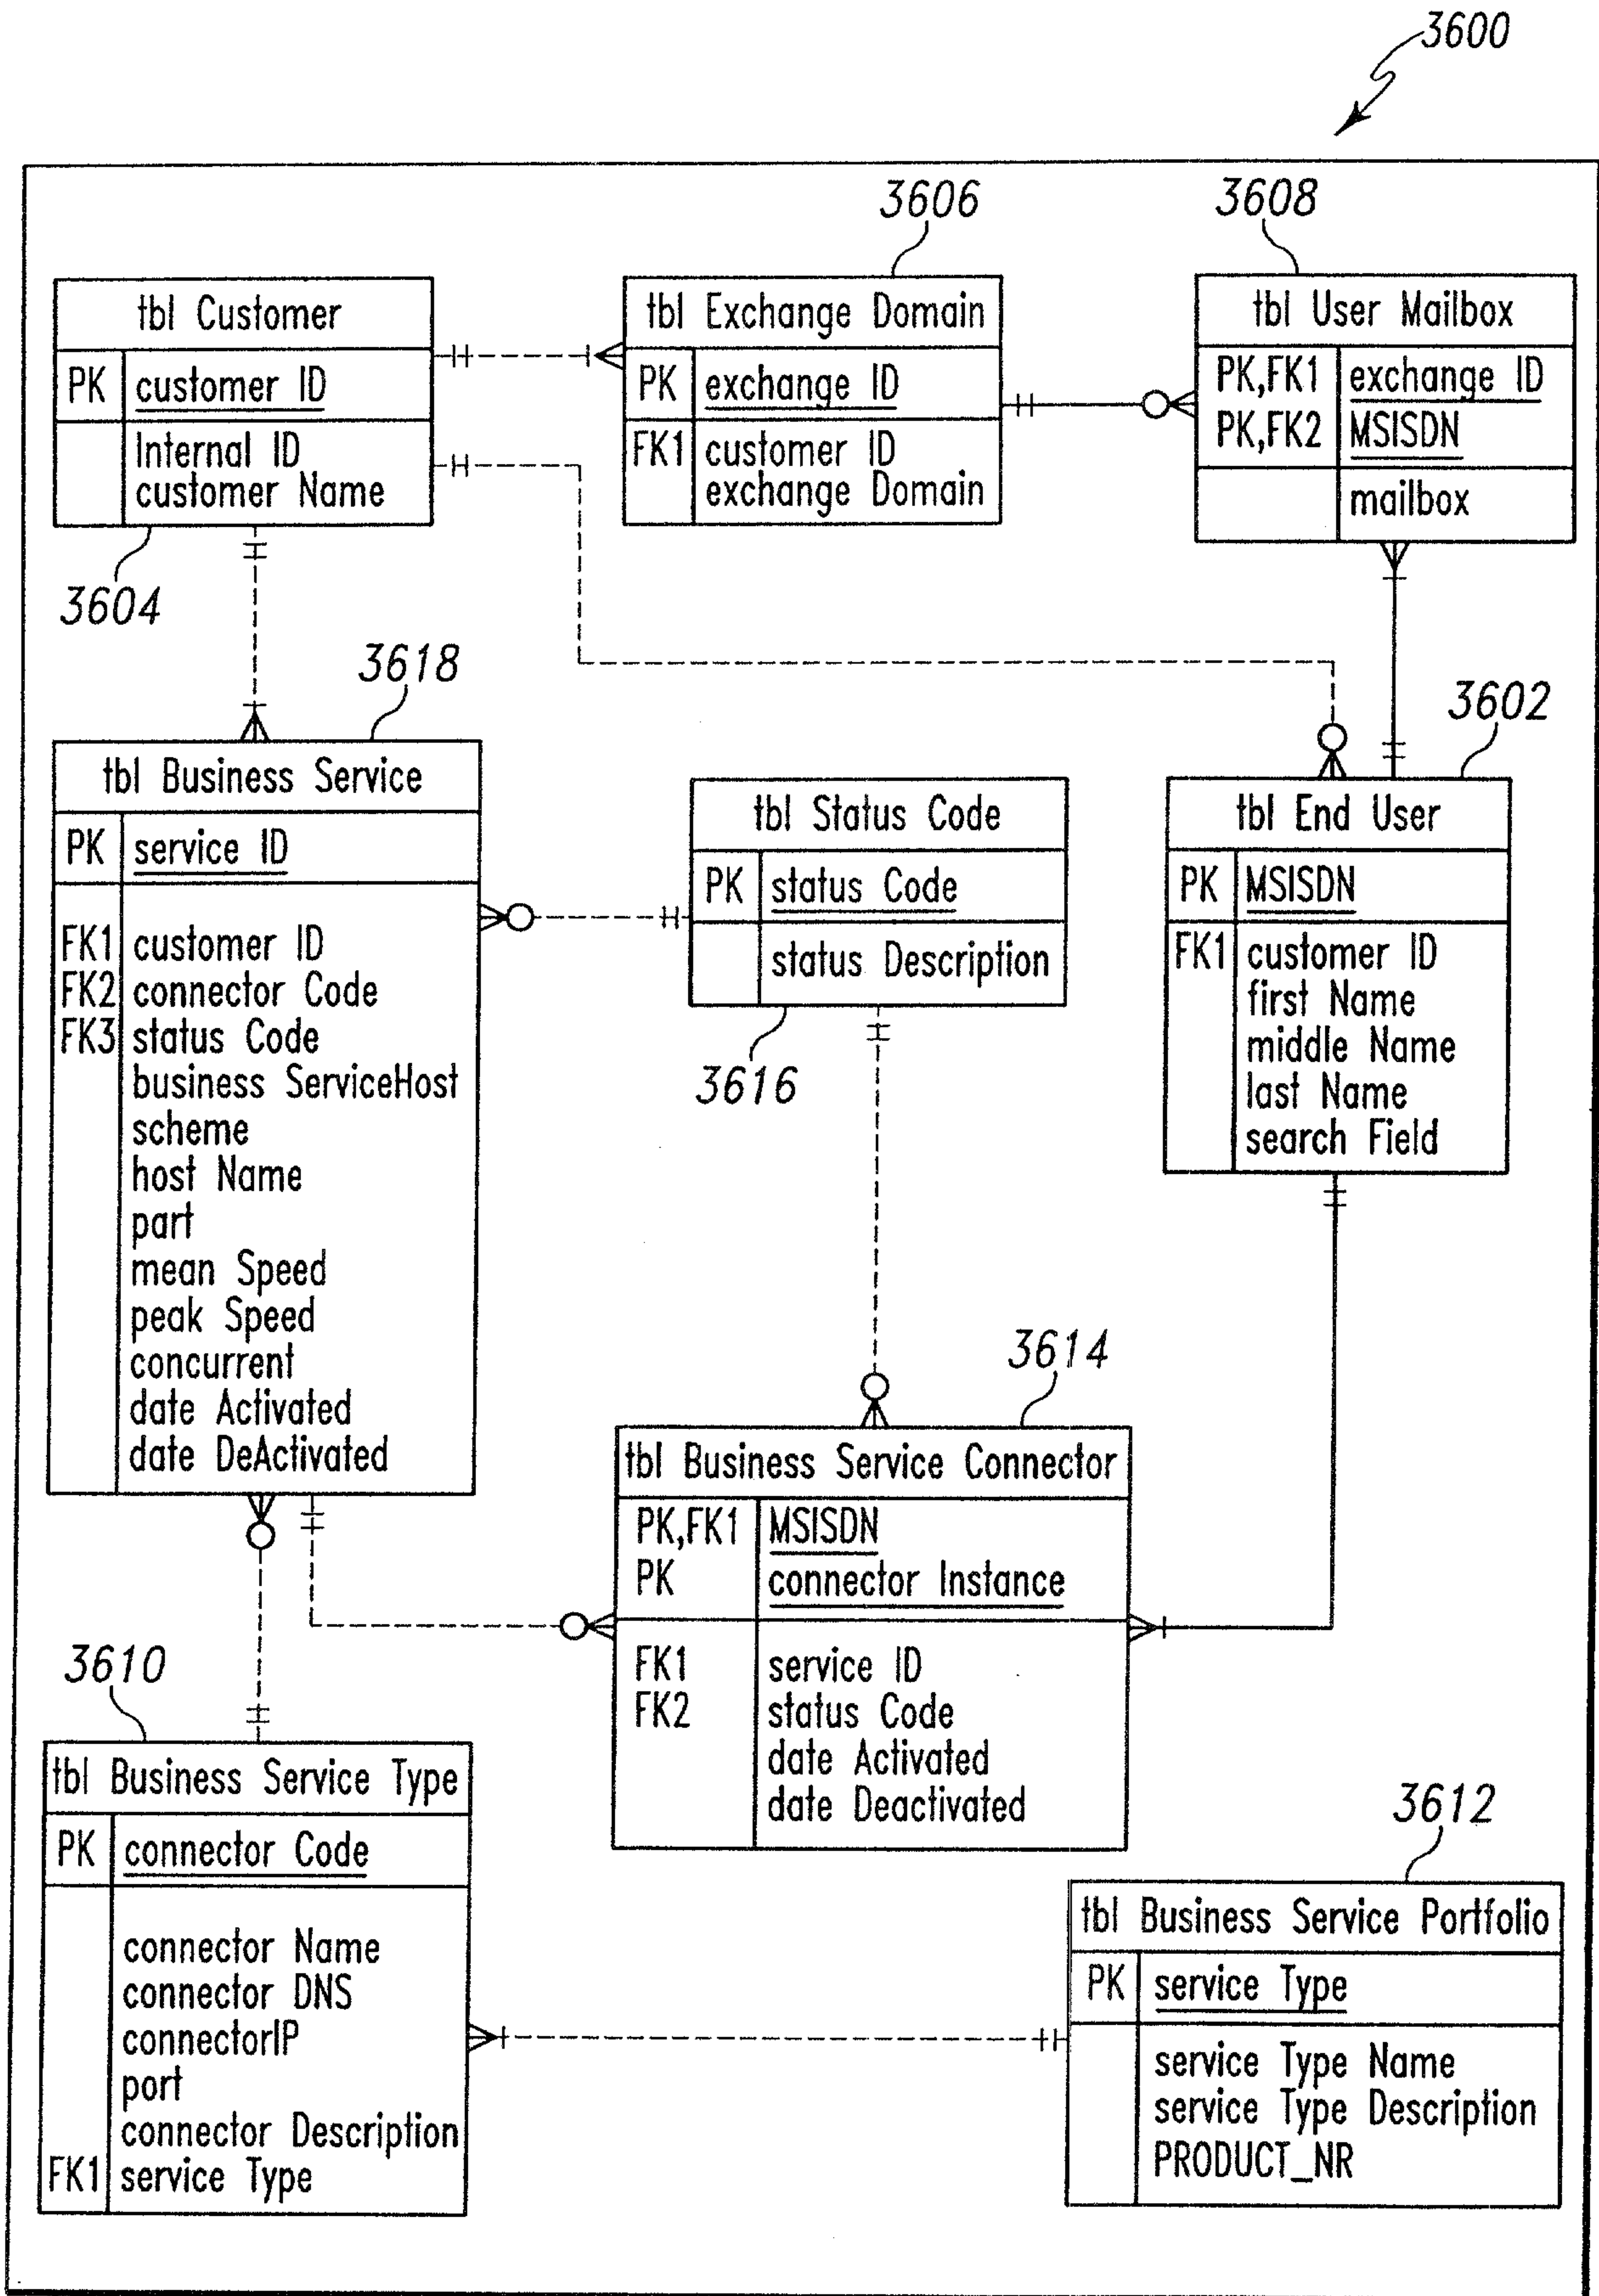 3600
3606
3608
tbl Customer
PK customer ID
Internal ID
customer Name
3604
tbl Exchange Domain
PK exchange ID
FK1 customer ID
exchange Domain
tbl User Mailbox
PK,FK1 exchange ID
PK,FK2 MSISDN
mailbox
3618
tbl Business Service
PK service ID
FK1 customer ID
FK2 connector Code
FK3 status Code
business ServiceHost
scheme
host Name
part
mean Speed
peak Speed
concurrent
date Activated
date DeActivated
tbl Status Code
PK status Code
status Description
3616
3602
tbl End User
PK MSISDN
FK1 customer ID
first Name
middle Name
last Name
search Field
3614
tbl Business Service Connector
PK,FK1 MSISDN
PK connector Instance
FK1 service ID
FK2 status Code
date Activated
date Deactivated
3610
tbl Business Service Type
PK connector Code
connector Name
connector DNS
connectorIP
port
connector Description
FK1 service Type
3612
tbl Business Service Portfolio
PK service Type
service Type Name
service Type Description
PRODUCT_NR